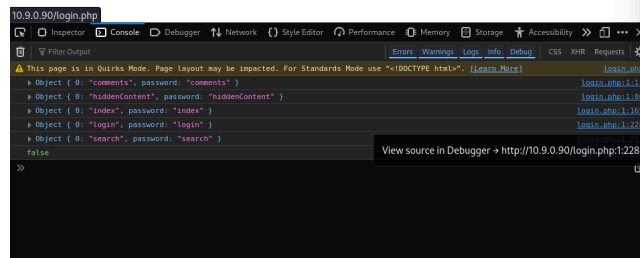 10.9.0.90/login.php
Inspector Console Debugger Network {} Style Editor Performance Memory Storage Accessibility
Filter Output Errors Warnings Logs Info Debug CSS XHR Requests
This page is in Quirks Mode. Page layout may be impacted. For Standards Mode use "<!DOCTYPE html>". [Learn More] login.ph
Object { 0: "comments", password: "comments" } login.php:1:1
Object { 0: "hiddenContent", password: "hiddenContent" } login.php:1:8
Object { 0: "index", password: "index" } login.php:1:16
Object { 0: "login", password: "login" } login.php:1:22
Object { 0: "search", password: "search" }
false
View source in Debugger → http://10.9.0.90/login.php:1:228